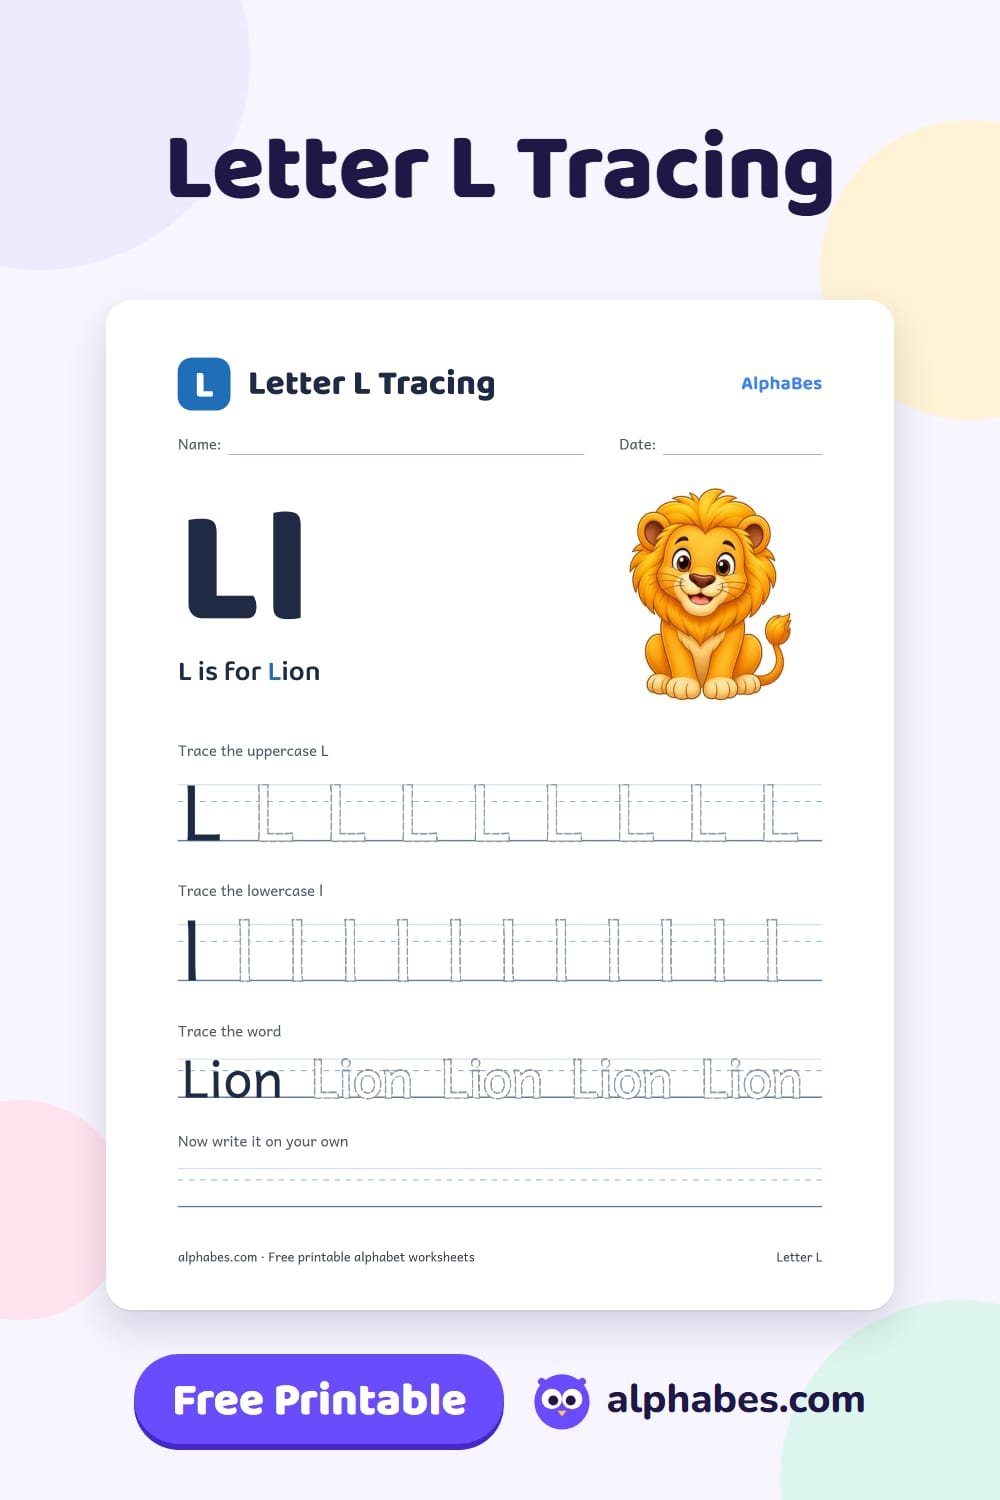 Letter L Tracing
L Letter L Tracing AlphaBes
Name: Date:
Ll
L is for Lion
Trace the uppercase L
L L L L L L L L L
Trace the lowercase l
l l l l l l l l l l l l
Trace the word
Lion Lion Lion Lion Lion
Now write it on your own
alphabes.com · Free printable alphabet worksheets Letter L
Free Printable alphabes.com